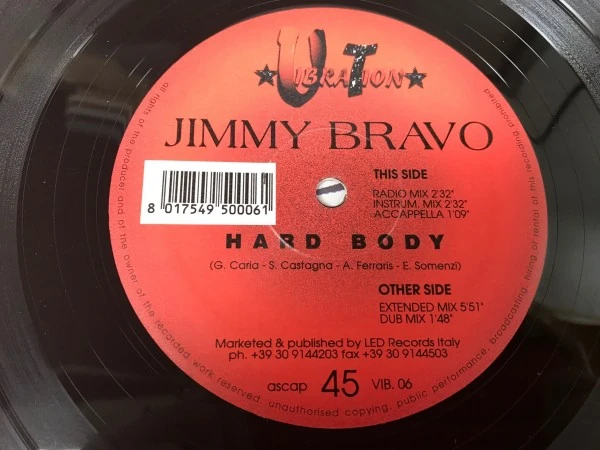 UT
VIBRATION
JIMMY BRAVO
8 017549 500061
THIS SIDE
RADIO MIX 2'32"
INSTRUM. MIX 2'32"
ACCAPPELLA 1'09"
HARD BODY
(G. Caria - S. Castagna - A. Ferraris - E. Somenzi)
OTHER SIDE
EXTENDED MIX 5'51"
DUB MIX 1'48"
Marketed & published by LED Records Italy
ph. +39 30 9144203 fax +39 30 9144503
ascap 45 VIB. 06
all rights of the producer and of the owner of the recorded work reserved. unauthorised copying, public performance, broadcasting, hiring or rental of this recording prohibited